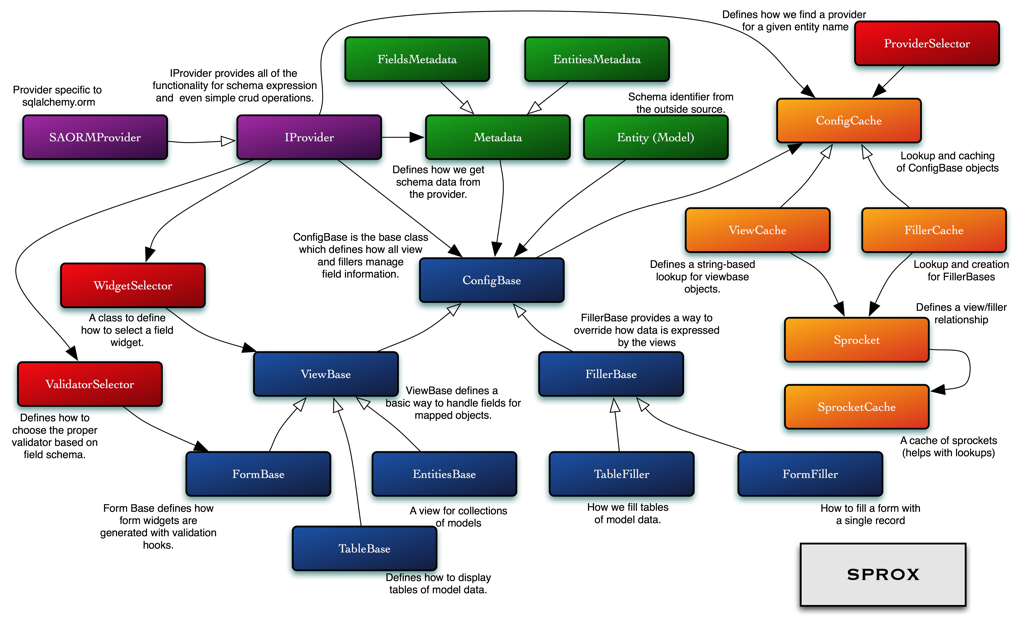 Defines how we find a provider
for a given entity name
ProviderSelector
FieldsMetadata
EntitiesMetadata
IProvider provides all of the
functionality for schema expression
and even simple crud operations.
Provider specific to
sqlalchemy.orm
Schema identifier from
the outside source.
SAORMProvider
IProvider
Metadata
Entity (Model)
ConfigCache
Defines how we get
schema data from
the provider.
Lookup and caching
of ConfigBase objects
ViewCache
FillerCache
ConfigBase is the base class
which defines how all view
and fillers manage
field information.
Defines a string-based
lookup for viewbase
objects.
Lookup and creation
for FillerBases
WidgetSelector
ConfigBase
A class to define
how to select a field
widget.
FillerBase provides a way to
override how data is expressed
by the views
Defines a view/filler
relationship
Sprocket
ValidatorSelector
ViewBase
FillerBase
ViewBase defines a
basic way to handle fields for
mapped objects.
SprocketCache
Defines how to
choose the proper
validator based on
field schema.
A cache of sprockets
(helps with lookups)
FormBase
EntitiesBase
TableFiller
FormFiller
Form Base defines how
form widgets are
generated with validation
hooks.
A view for collections
of models
How we fill tables
of model data.
How to fill a form with
a single record
TableBase
Defines how to display
tables of model data.
SPROX